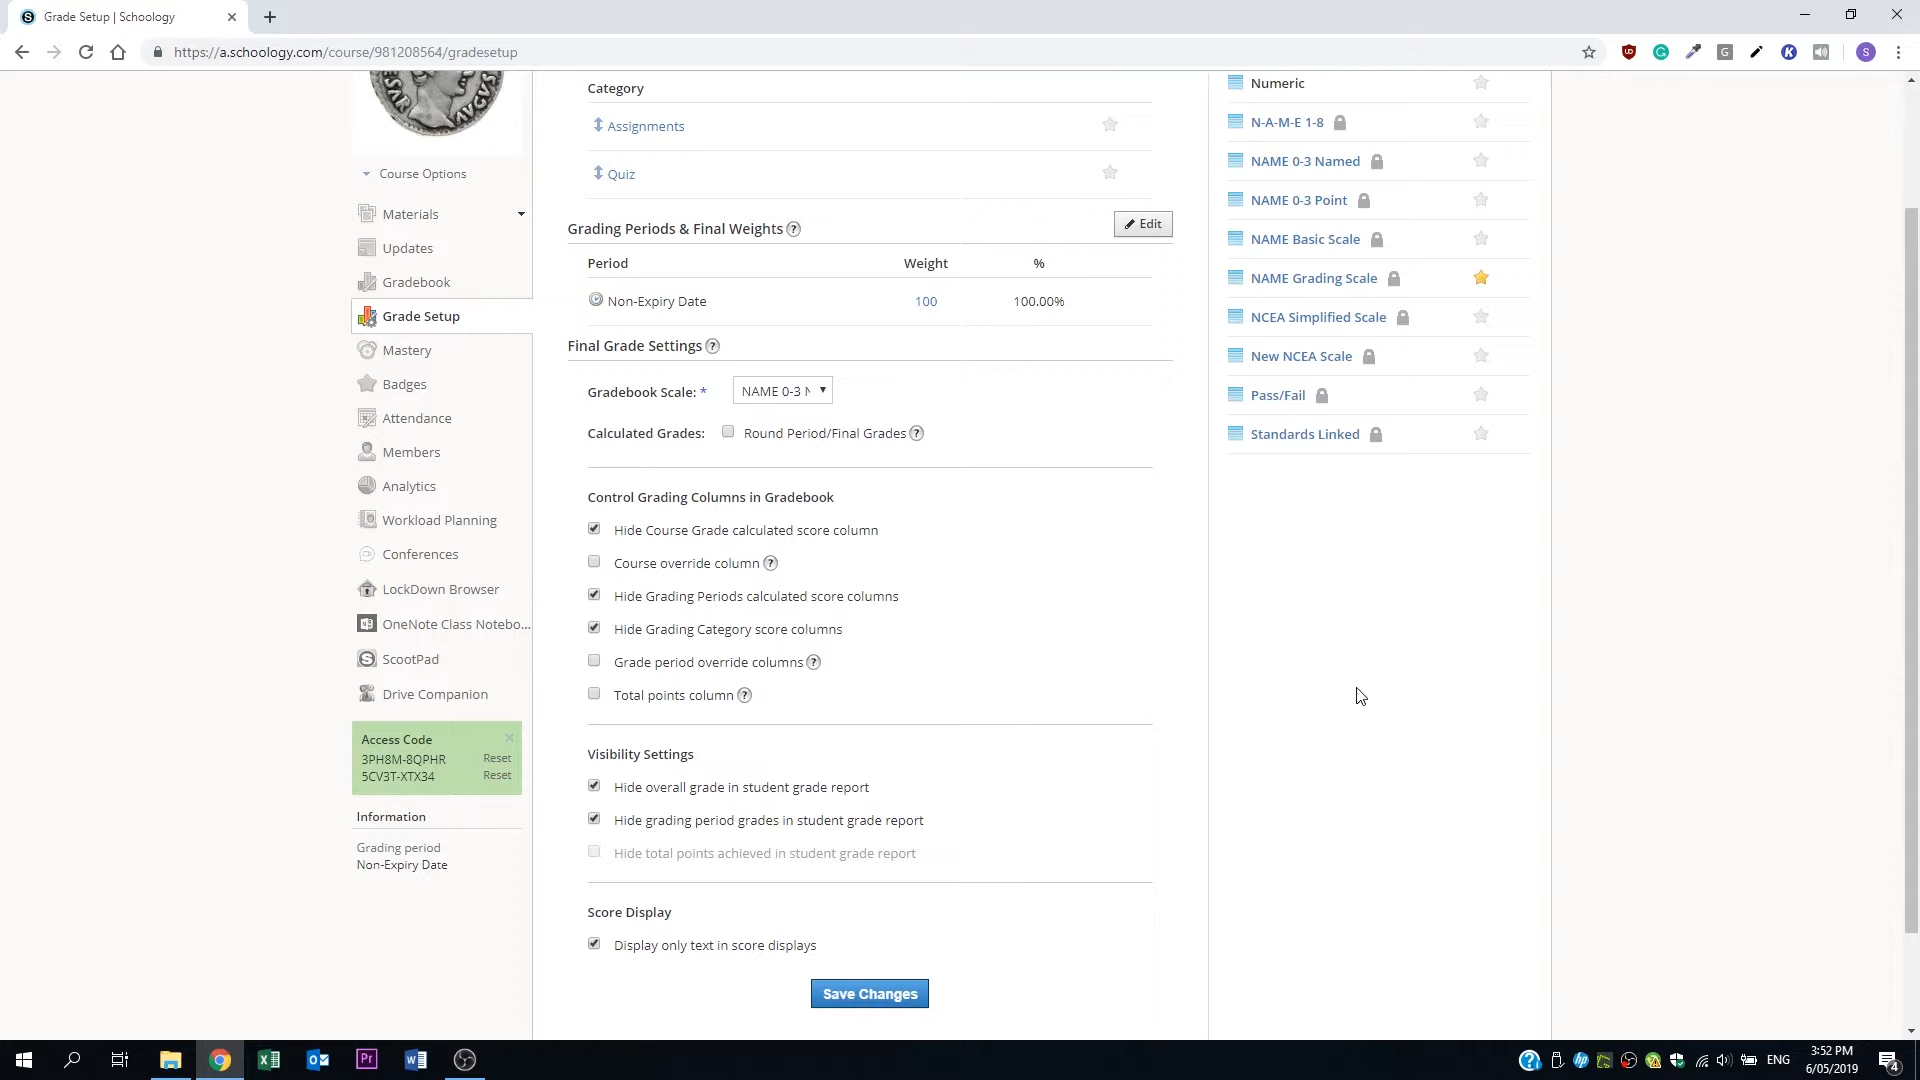 Grade Setup | Schoology
https://a.schoology.com/course/981208564/gradesetup
CAESAR AVGVS
Course Options
Materials
Updates
Gradebook
Grade Setup
Mastery
Badges
Attendance
Members
Analytics
Workload Planning
Conferences
LockDown Browser
OneNote Class Notebo...
ScootPad
Drive Companion
Access Code
3PH8M-8QPHR Reset
5CV3T-XTX34 Reset
Information
Grading period
Non-Expiry Date
Category
Assignments
Quiz
Grading Periods & Final Weights ?
Edit
Period Weight %
Non-Expiry Date 100 100.00%
Final Grade Settings ?
Gradebook Scale: * NAME 0-3 N
Calculated Grades: Round Period/Final Grades ?
Control Grading Columns in Gradebook
Hide Course Grade calculated score column
Course override column ?
Hide Grading Periods calculated score columns
Hide Grading Category score columns
Grade period override columns ?
Total points column ?
Visibility Settings
Hide overall grade in student grade report
Hide grading period grades in student grade report
Hide total points achieved in student grade report
Score Display
Display only text in score displays
Save Changes
Numeric
N-A-M-E 1-8
NAME 0-3 Named
NAME 0-3 Point
NAME Basic Scale
NAME Grading Scale
NCEA Simplified Scale
New NCEA Scale
Pass/Fail
Standards Linked
ENG
3:52 PM
6/05/2019
4